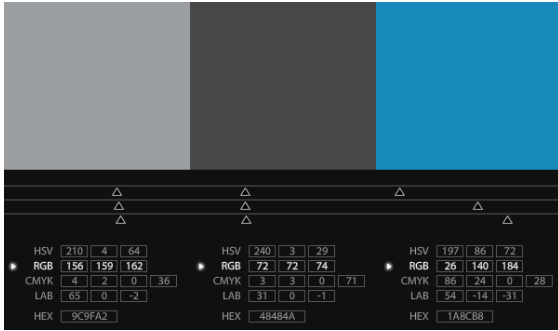 HSV 210 4 64
RGB 156 159 162
CMYK 4 2 0 36
LAB 65 0 -2
HEX 9C9FA2
HSV 240 3 29
RGB 72 72 74
CMYK 3 3 0 71
LAB 31 0 -1
HEX 48484A
HSV 197 86 72
RGB 26 140 184
CMYK 86 24 0 28
LAB 54 -14 -31
HEX 1A8CB8